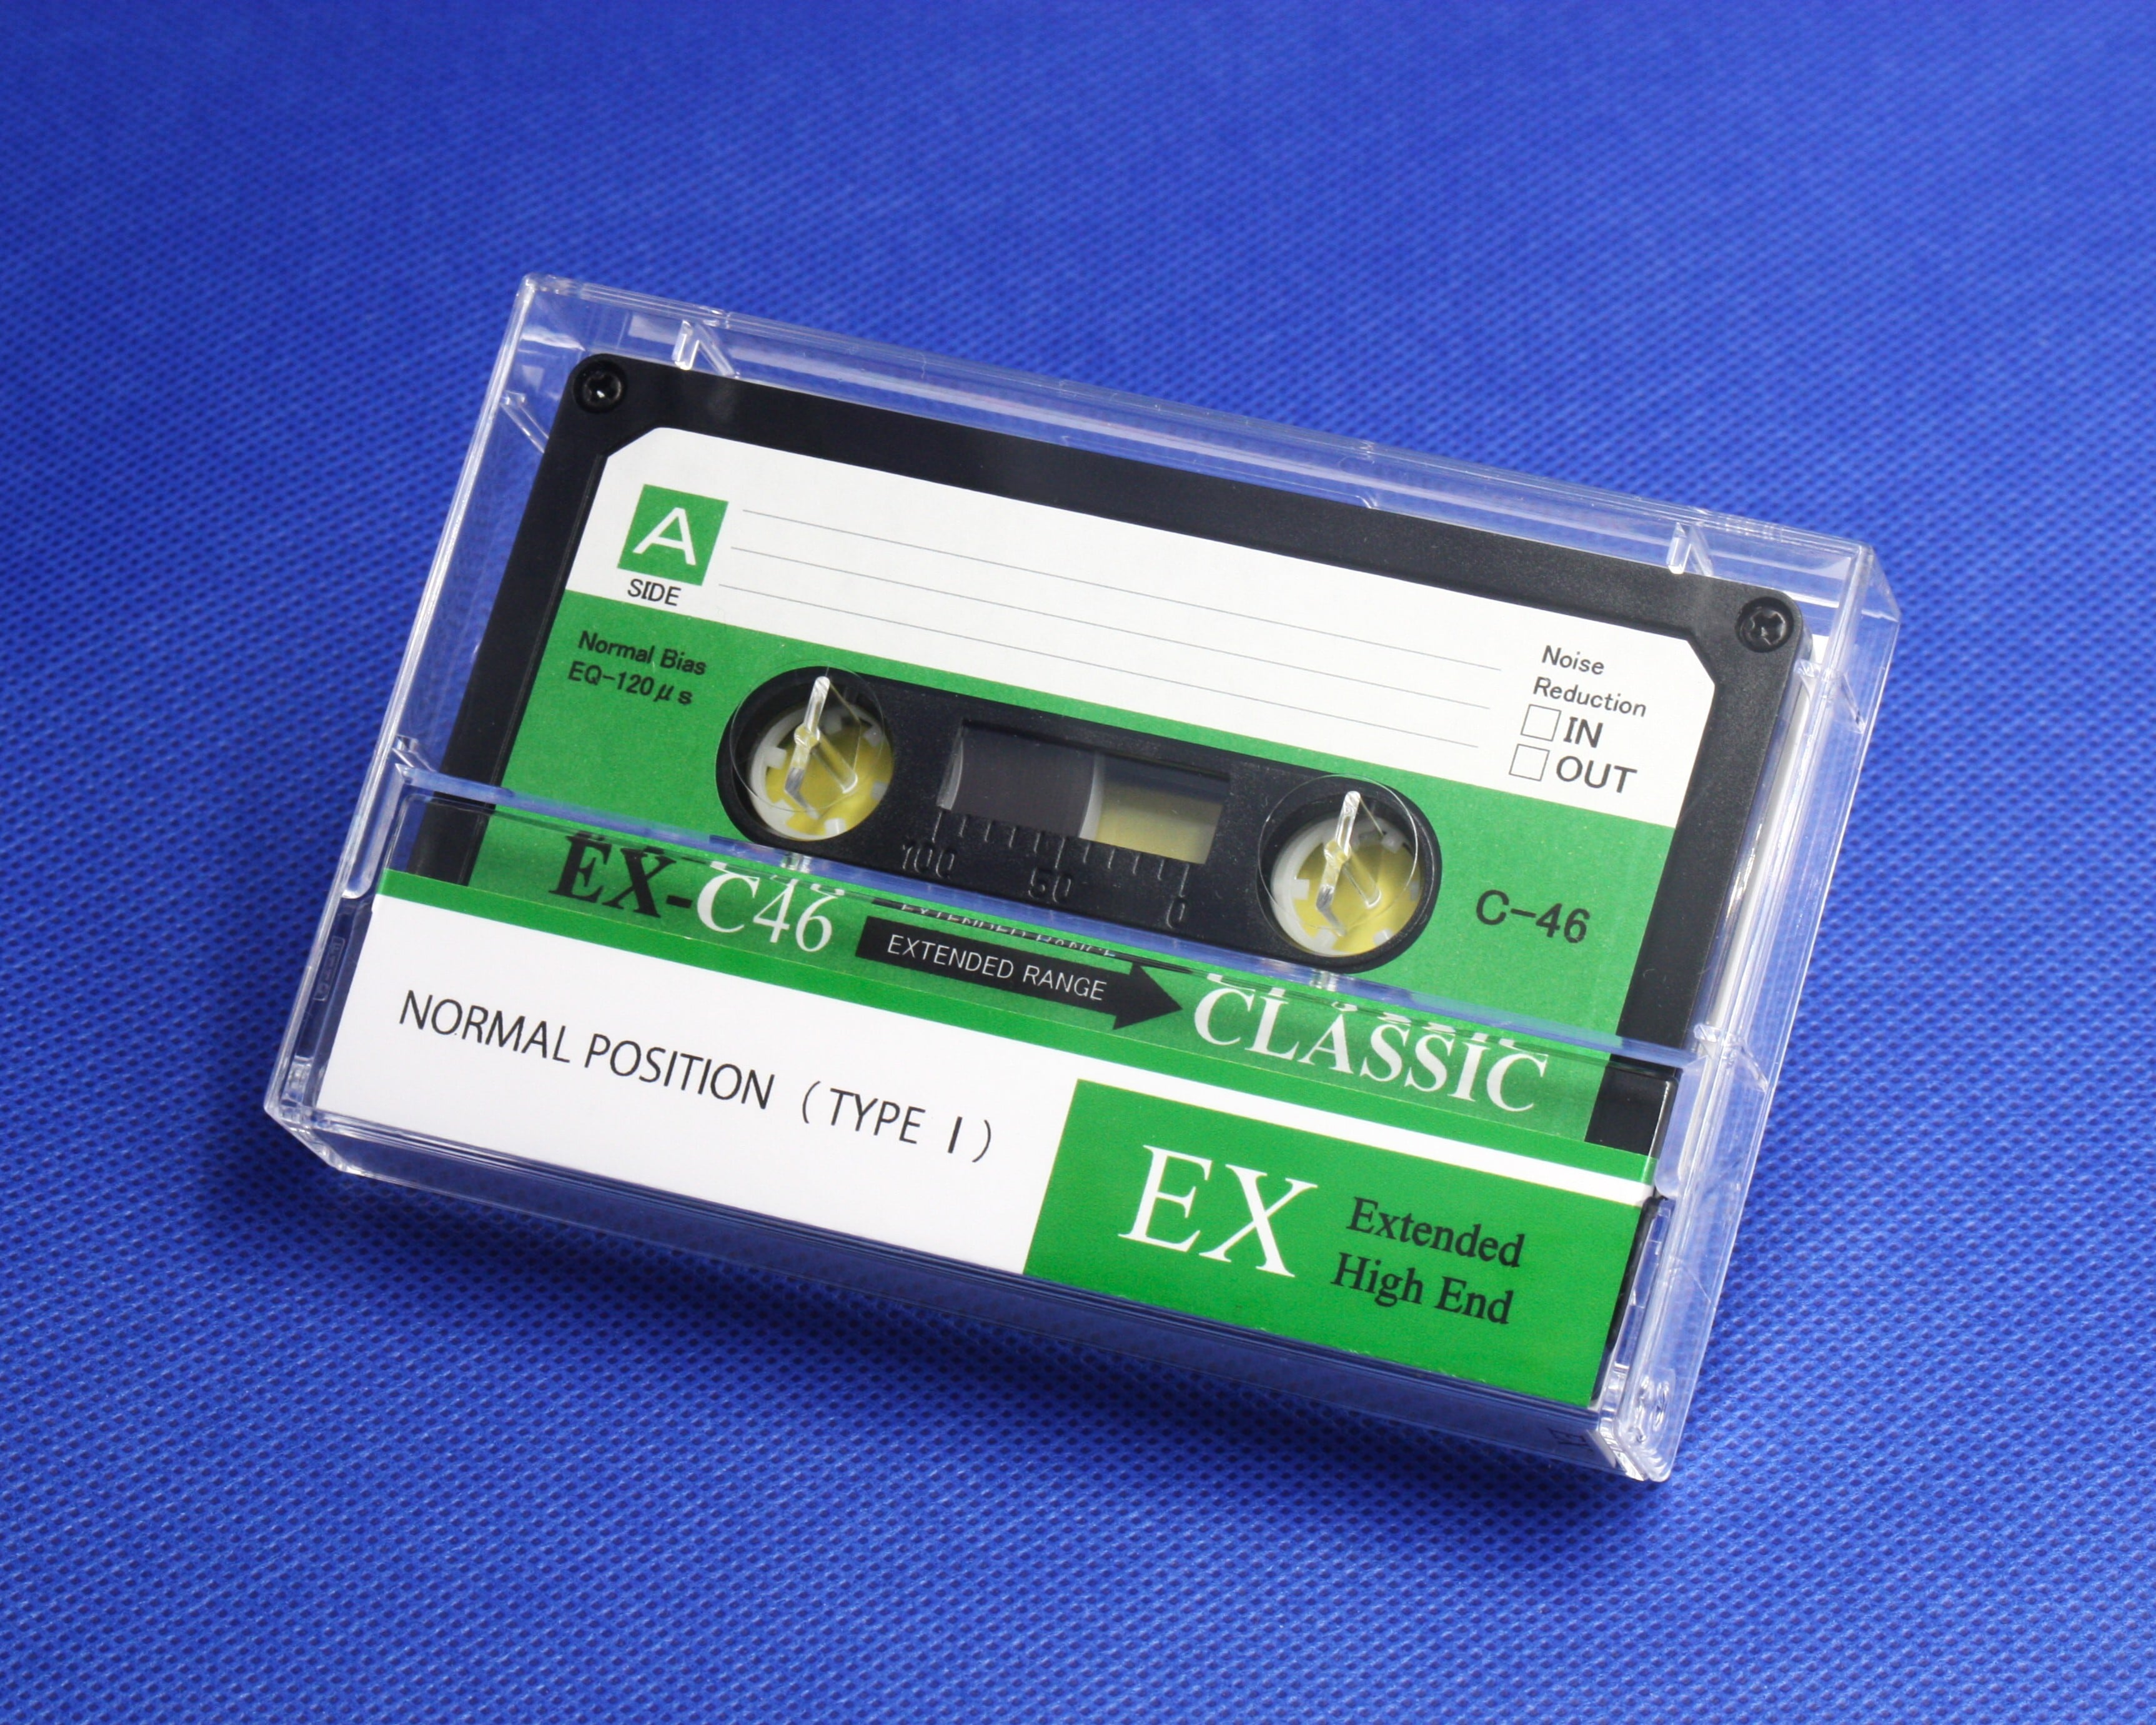 A
SIDE
Normal Bias
EQ-120μs
Noise
Reduction
IN
OUT
100 50 0
C-46
EX-C46 EXTENDED RANGE CLASSIC
NORMAL POSITION (TYPE I)
EX Extended
High End